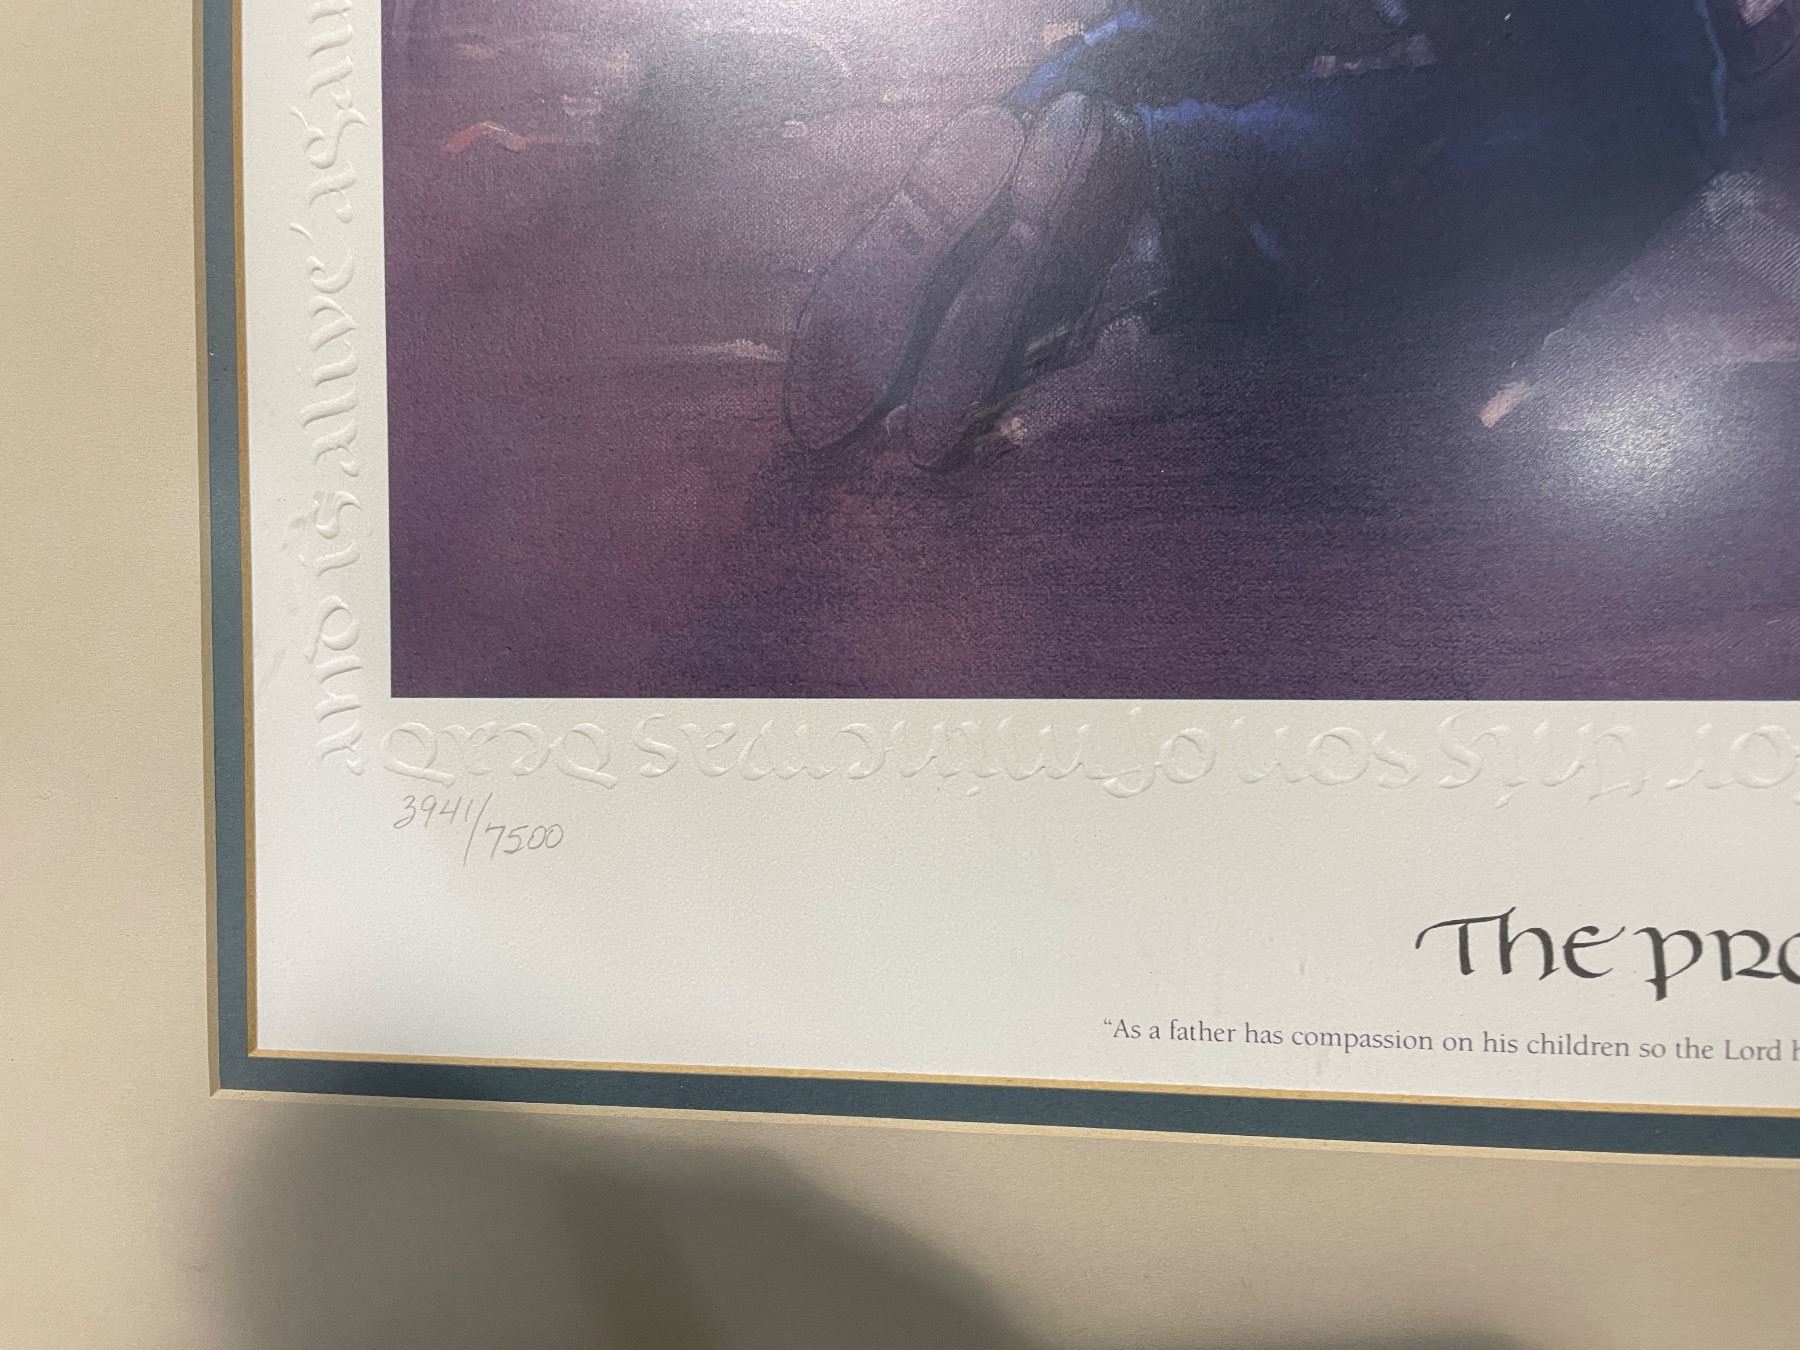 and is alive again
or this son of mine was dead
3941/7500
The pro
"As a father has compassion on his children so the Lord h